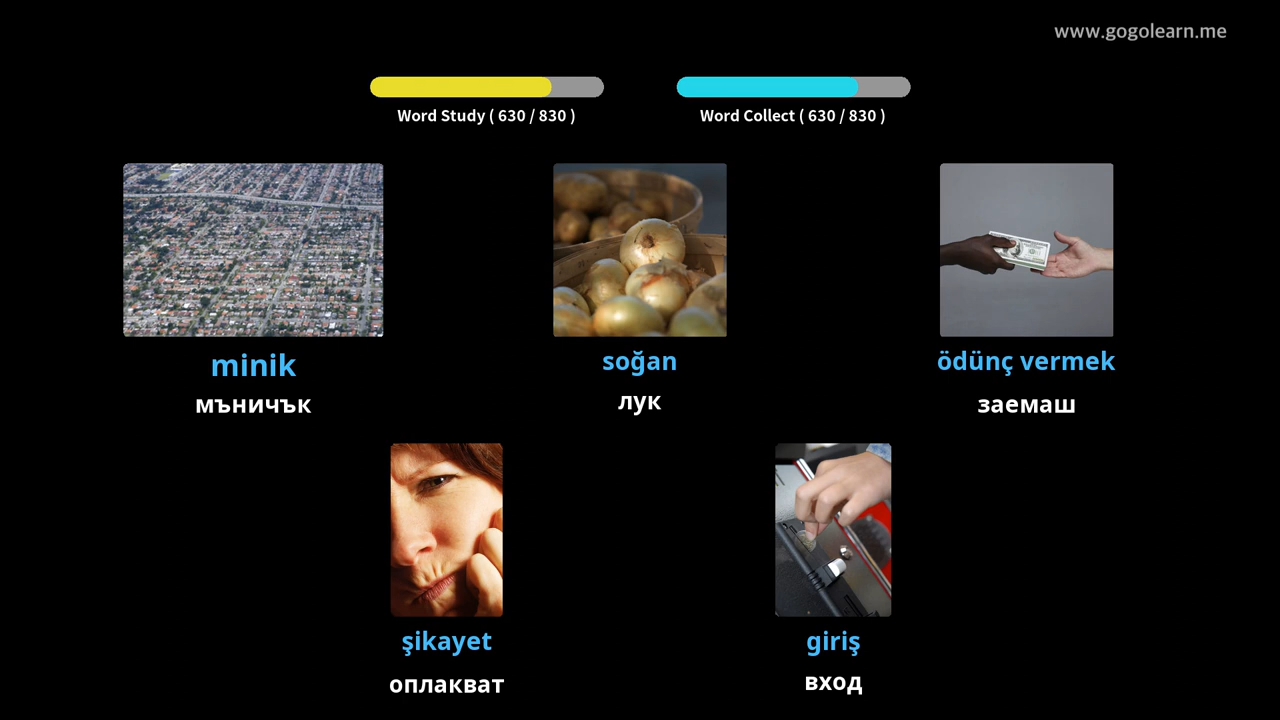 www.gogolearn.me
Word Study ( 630 / 830 )
Word Collect ( 630 / 830 )
minik
мъничък
soğan
лук
ödünç vermek
заемаш
şikayet
оплакват
giriş
вход